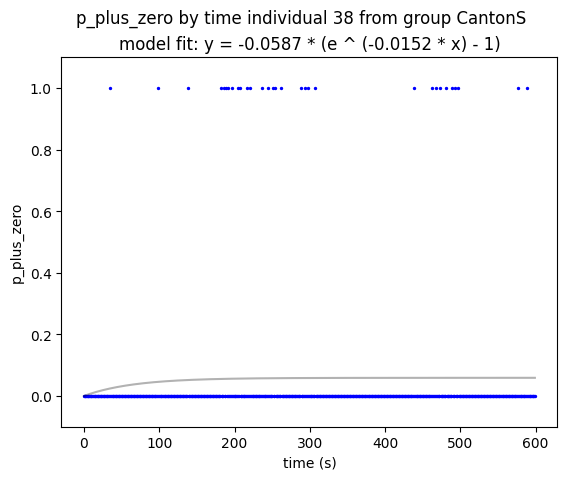 p_plus_zero by time individual 38 from group CantonS
model fit: y = -0.0587 * (e ^ (-0.0152 * x) - 1)
1.0
0.8
0.6
0.4
0.2
0.0
p_plus_zero
0 100 200 300 400 500 600
time (s)